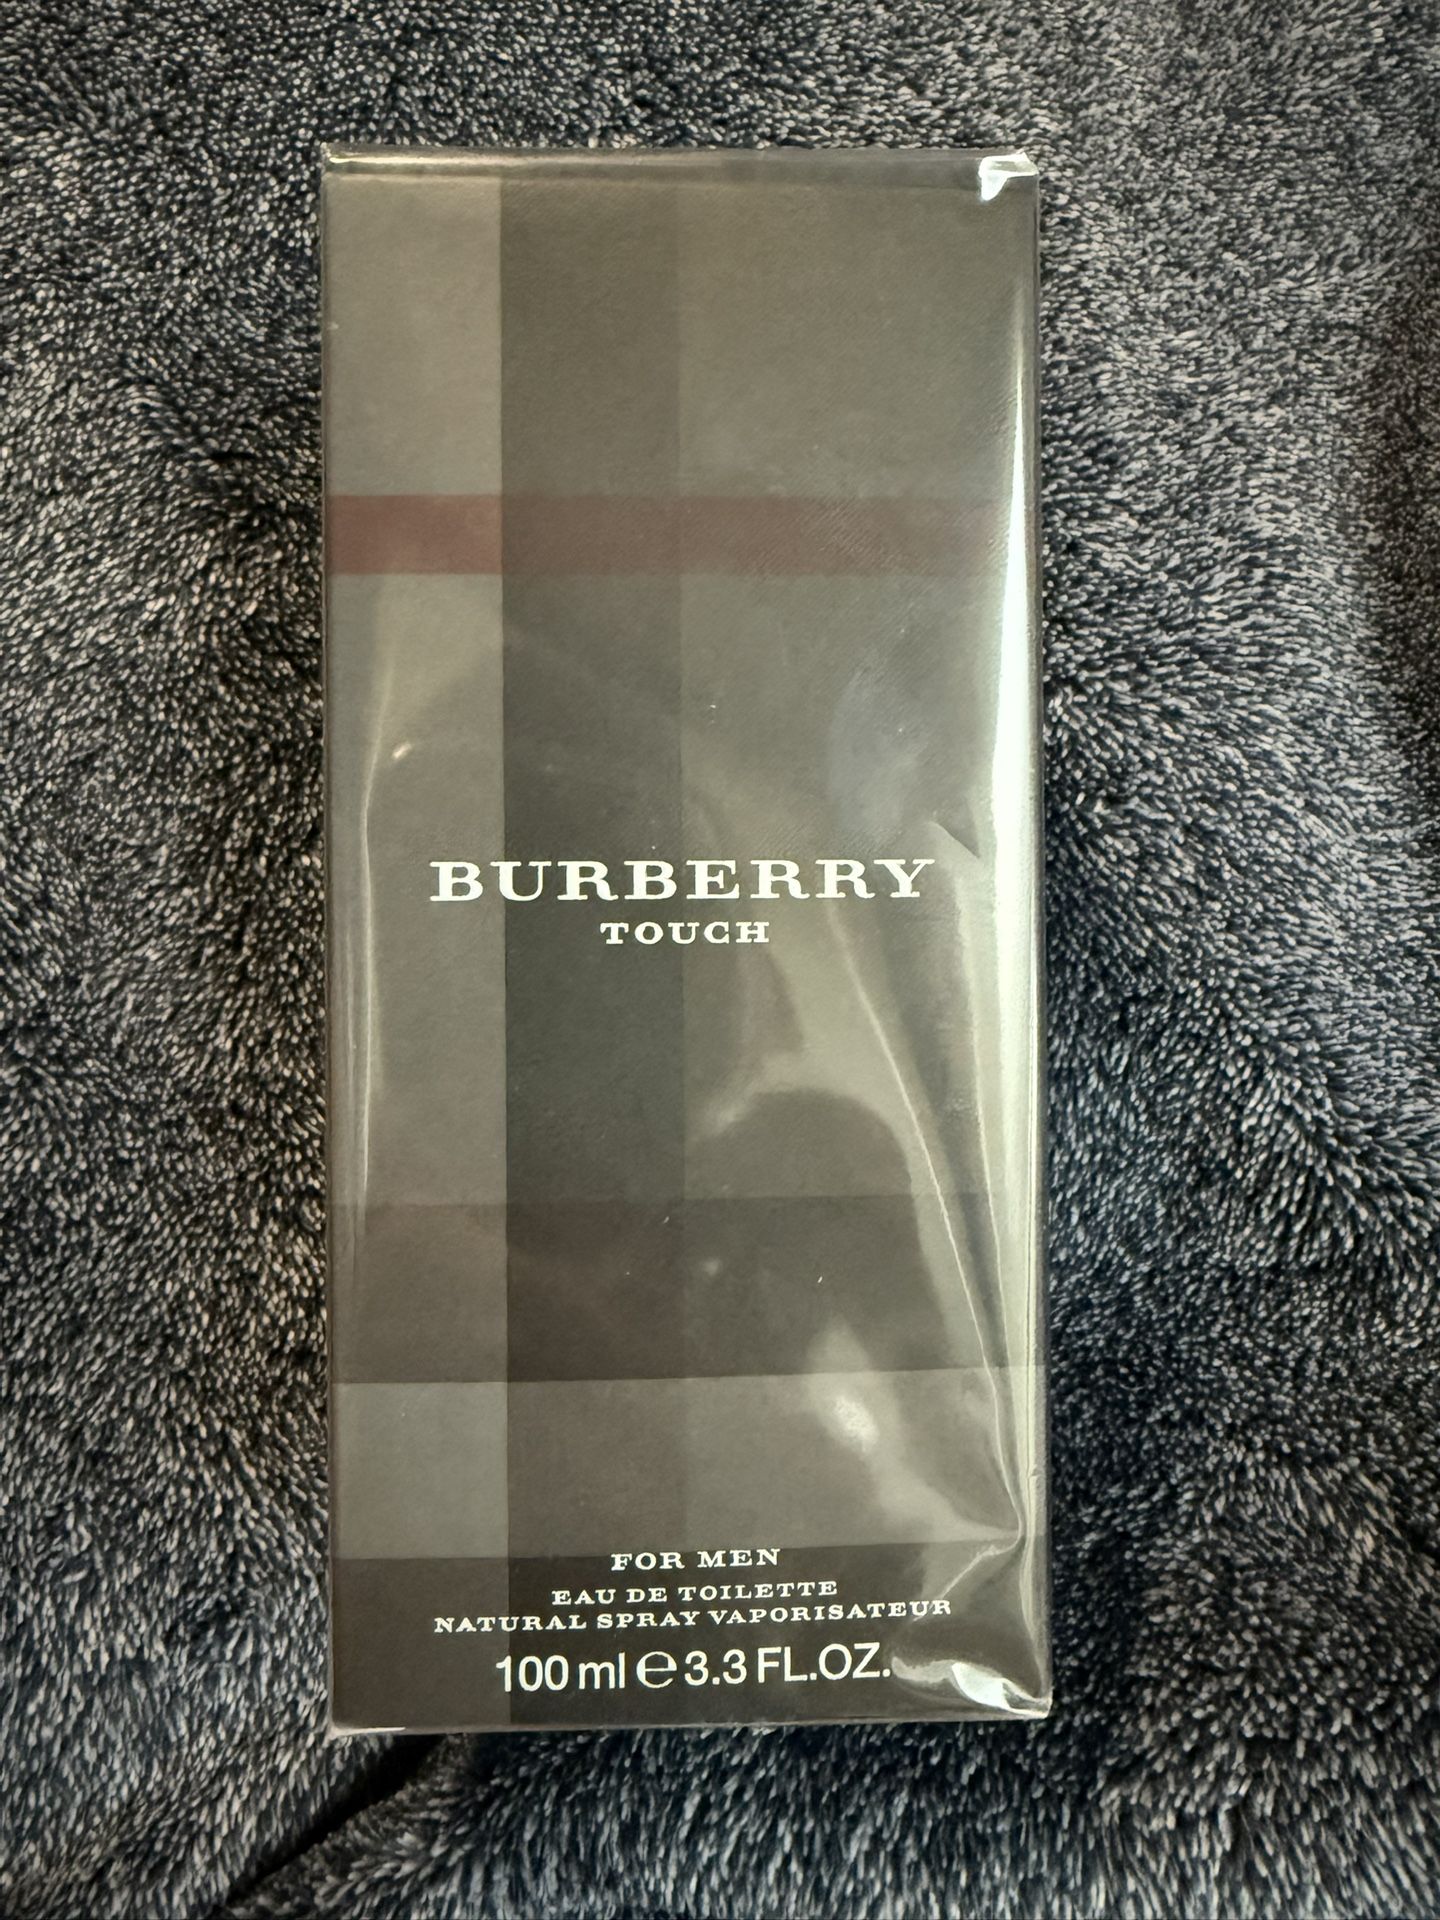 BURBERRY
TOUCH
FOR MEN
EAU DE TOILETTE
NATURAL SPRAY VAPORISATEUR
100 ml ℮ 3.3 FL.OZ.